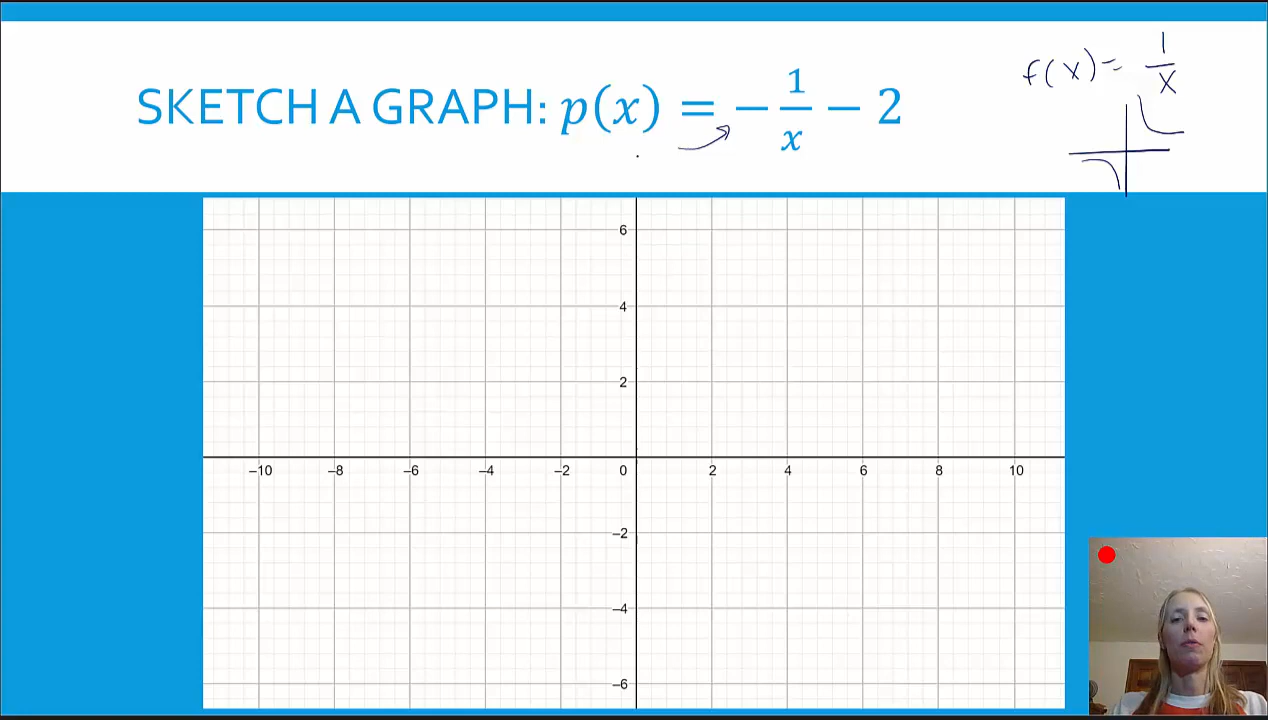 SKETCH A GRAPH: p(x) = − 1/x − 2
f(x) = 1/x
6
4
2
–10 –8 –6 –4 –2 0 2 4 6 8 10
–2
–4
–6